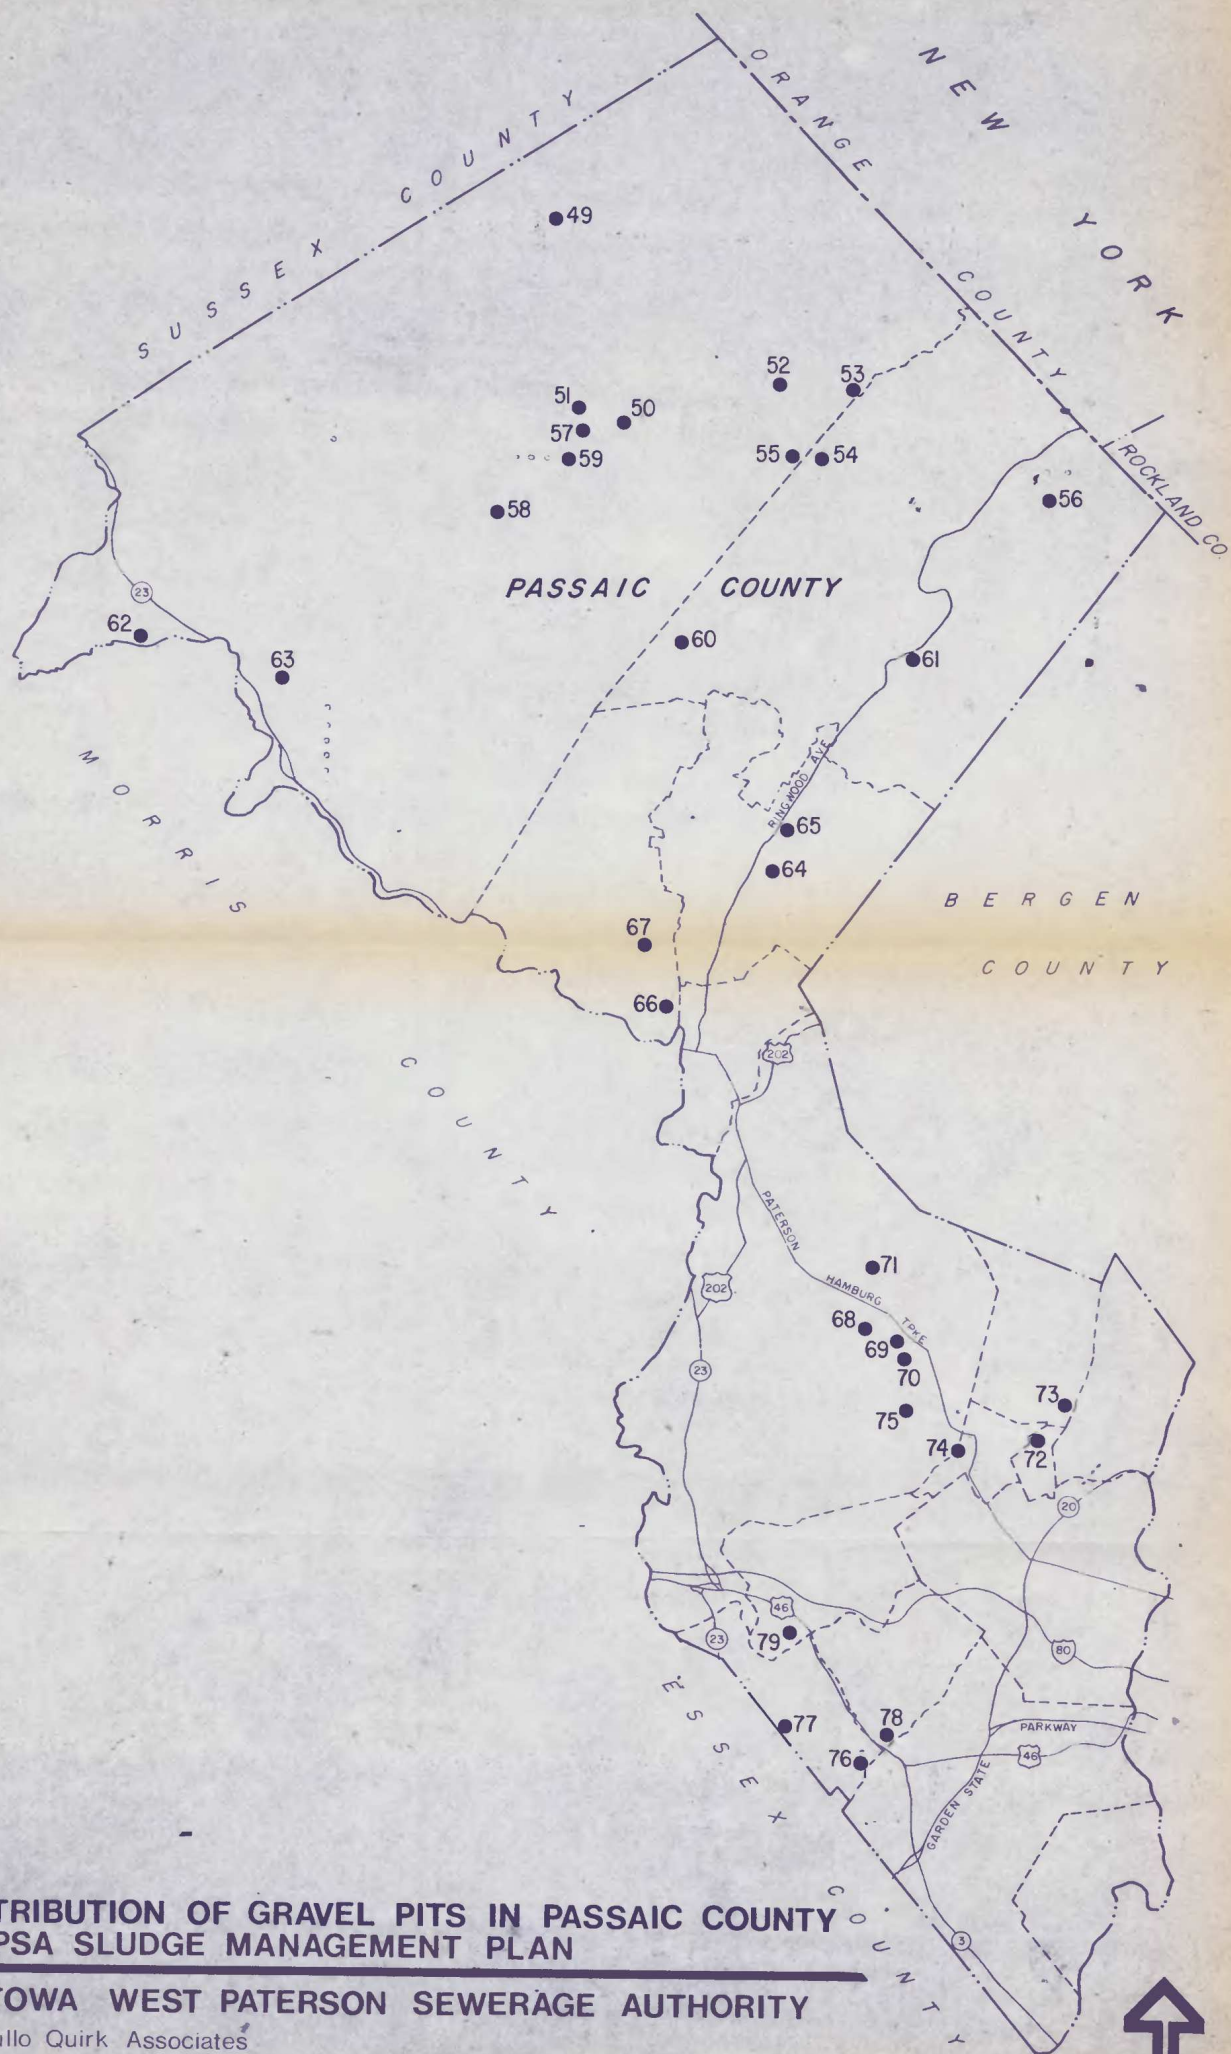 NEW YORK
ORANGE COUNTY
SUSSEX COUNTY
49
52
53
51
50
57
55
54
59
ROCKLAND CO.
56
58
PASSAIC COUNTY
23
62
60
61
63
MORRIS COUNTY
RINGWOOD AVE.
65
64
BERGEN
COUNTY
67
66
202
PATERSON HAMBURG TPKE
71
202
68
69
23
70
73
75
74
72
20
46
79
23
80
ESSEX COUNTY
77
78
PARKWAY
76
46
GARDEN STATE
3
TRIBUTION OF GRAVEL PITS IN PASSAIC COUNTY
PSA SLUDGE MANAGEMENT PLAN
TOWA WEST PATERSON SEWERAGE AUTHORITY
llo Quirk Associates